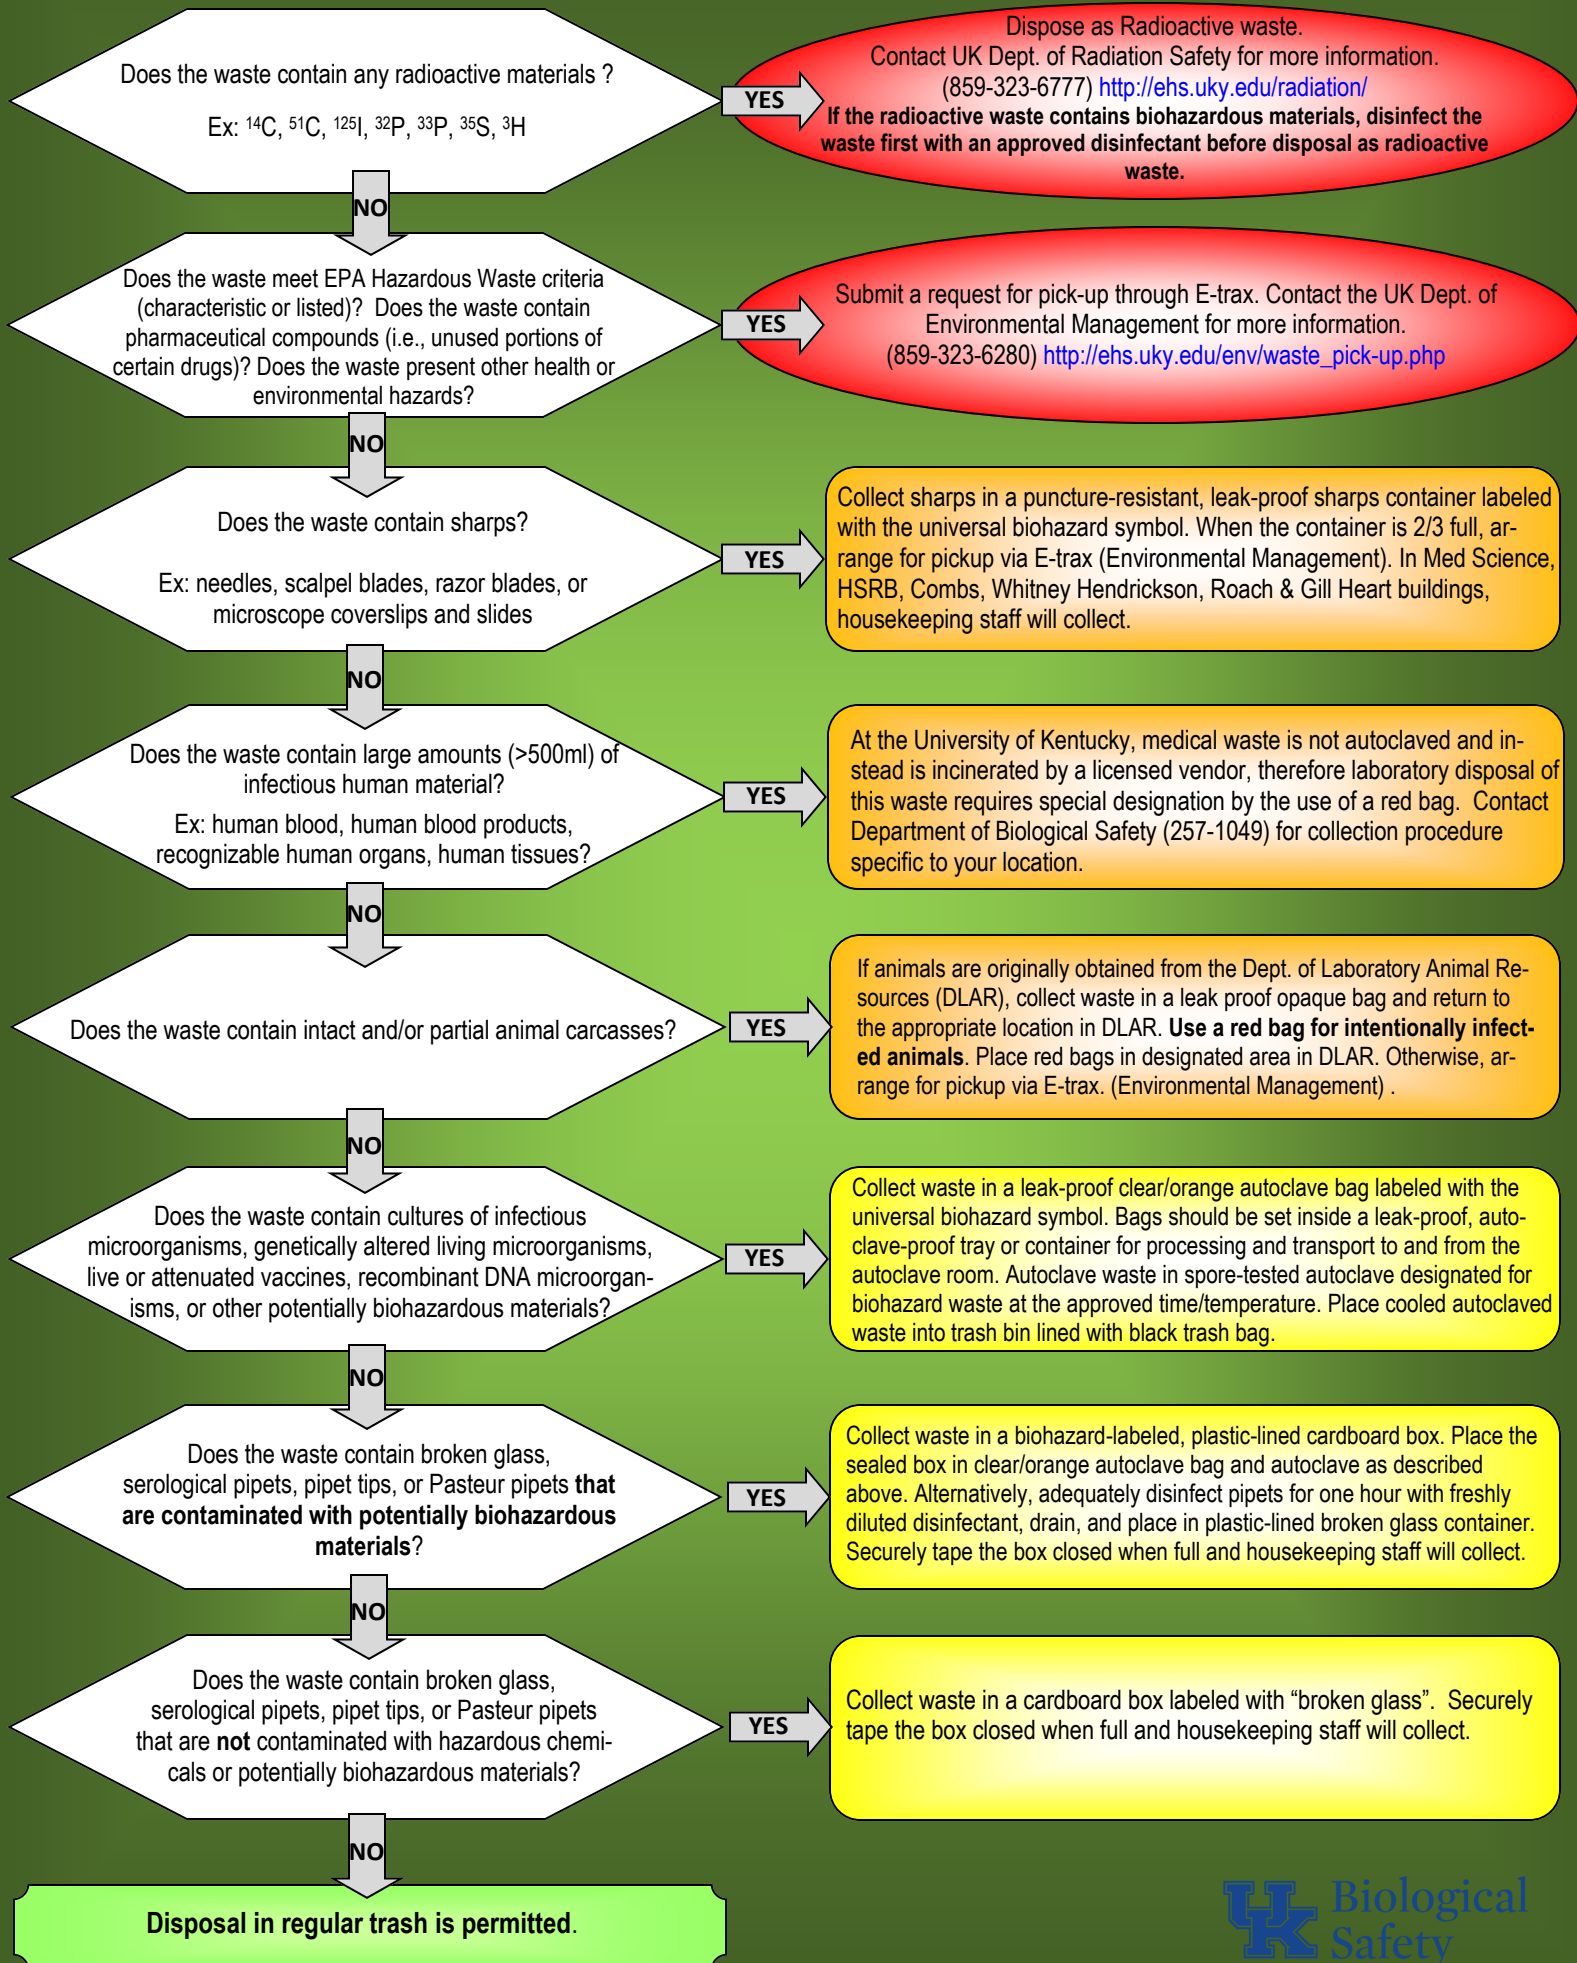 Does the waste contain any radioactive materials ?
Ex: ¹⁴C, ⁵¹C, ¹²⁵I, ³²P, ³³P, ³⁵S, ³H
YES
Dispose as Radioactive waste.
Contact UK Dept. of Radiation Safety for more information.
(859-323-6777) http://ehs.uky.edu/radiation/
If the radioactive waste contains biohazardous materials, disinfect the
waste first with an approved disinfectant before disposal as radioactive
waste.
NO
Does the waste meet EPA Hazardous Waste criteria
(characteristic or listed)? Does the waste contain
pharmaceutical compounds (i.e., unused portions of
certain drugs)? Does the waste present other health or
environmental hazards?
YES
Submit a request for pick-up through E-trax. Contact the UK Dept. of
Environmental Management for more information.
(859-323-6280) http://ehs.uky.edu/env/waste_pick-up.php
NO
Does the waste contain sharps?
Ex: needles, scalpel blades, razor blades, or
microscope coverslips and slides
YES
Collect sharps in a puncture-resistant, leak-proof sharps container labeled
with the universal biohazard symbol. When the container is 2/3 full, ar-
range for pickup via E-trax (Environmental Management). In Med Science,
HSRB, Combs, Whitney Hendrickson, Roach & Gill Heart buildings,
housekeeping staff will collect.
NO
Does the waste contain large amounts (>500ml) of
infectious human material?
Ex: human blood, human blood products,
recognizable human organs, human tissues?
YES
At the University of Kentucky, medical waste is not autoclaved and in-
stead is incinerated by a licensed vendor, therefore laboratory disposal of
this waste requires special designation by the use of a red bag. Contact
Department of Biological Safety (257-1049) for collection procedure
specific to your location.
NO
Does the waste contain intact and/or partial animal carcasses?
YES
If animals are originally obtained from the Dept. of Laboratory Animal Re-
sources (DLAR), collect waste in a leak proof opaque bag and return to
the appropriate location in DLAR. Use a red bag for intentionally infect-
ed animals. Place red bags in designated area in DLAR. Otherwise, ar-
range for pickup via E-trax. (Environmental Management) .
NO
Does the waste contain cultures of infectious
microorganisms, genetically altered living microorganisms,
live or attenuated vaccines, recombinant DNA microorgan-
isms, or other potentially biohazardous materials?
YES
Collect waste in a leak-proof clear/orange autoclave bag labeled with the
universal biohazard symbol. Bags should be set inside a leak-proof, auto-
clave-proof tray or container for processing and transport to and from the
autoclave room. Autoclave waste in spore-tested autoclave designated for
biohazard waste at the approved time/temperature. Place cooled autoclaved
waste into trash bin lined with black trash bag.
NO
Does the waste contain broken glass,
serological pipets, pipet tips, or Pasteur pipets that
are contaminated with potentially biohazardous
materials?
YES
Collect waste in a biohazard-labeled, plastic-lined cardboard box. Place the
sealed box in clear/orange autoclave bag and autoclave as described
above. Alternatively, adequately disinfect pipets for one hour with freshly
diluted disinfectant, drain, and place in plastic-lined broken glass container.
Securely tape the box closed when full and housekeeping staff will collect.
NO
Does the waste contain broken glass,
serological pipets, pipet tips, or Pasteur pipets
that are not contaminated with hazardous chemi-
cals or potentially biohazardous materials?
YES
Collect waste in a cardboard box labeled with “broken glass”. Securely
tape the box closed when full and housekeeping staff will collect.
NO
Disposal in regular trash is permitted.
UK Biological
Safety